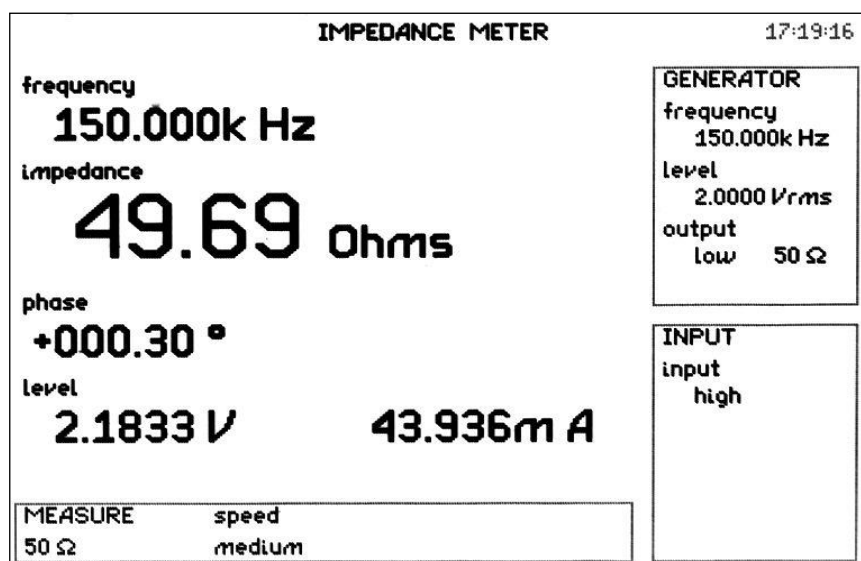 IMPEDANCE METER 17:19:16
frequency
150.000k Hz
impedance
49.69 Ohms
phase
+000.30 °
level
2.1833 V 43.936m A
MEASURE speed
50 Ω medium
GENERATOR
frequency
150.000k Hz
level
2.0000 Vrms
output
low 50 Ω
INPUT
input
high